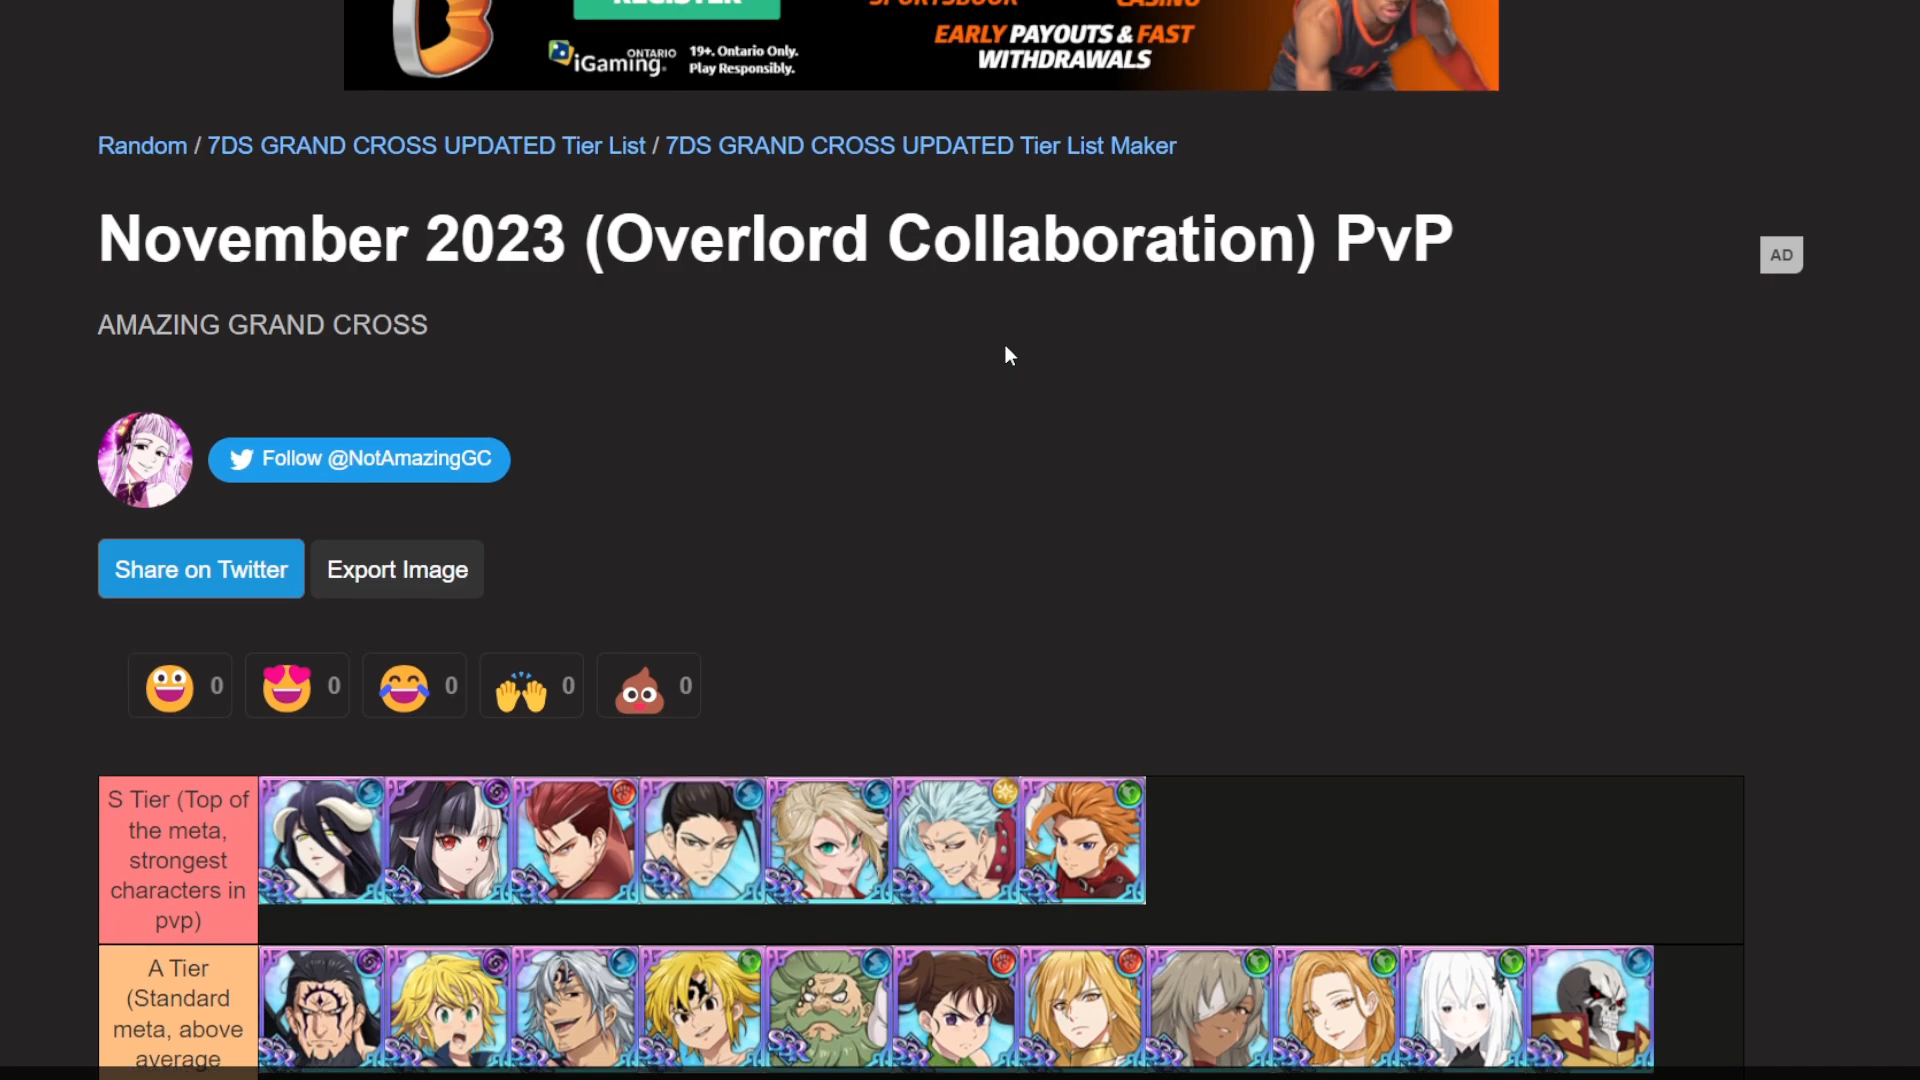 REGISTER
SPORTSBOOK
CASINO
iGaming ONTARIO
19+. Ontario Only.
Play Responsibly.
EARLY PAYOUTS & FAST
WITHDRAWALS
Random / 7DS GRAND CROSS UPDATED Tier List / 7DS GRAND CROSS UPDATED Tier List Maker
November 2023 (Overlord Collaboration) PvP
AD
AMAZING GRAND CROSS
Follow @NotAmazingGC
Share on Twitter
Export Image
0
0
0
0
0
S Tier (Top of
the meta,
strongest
characters in
pvp)
A Tier
(Standard
meta, above
average